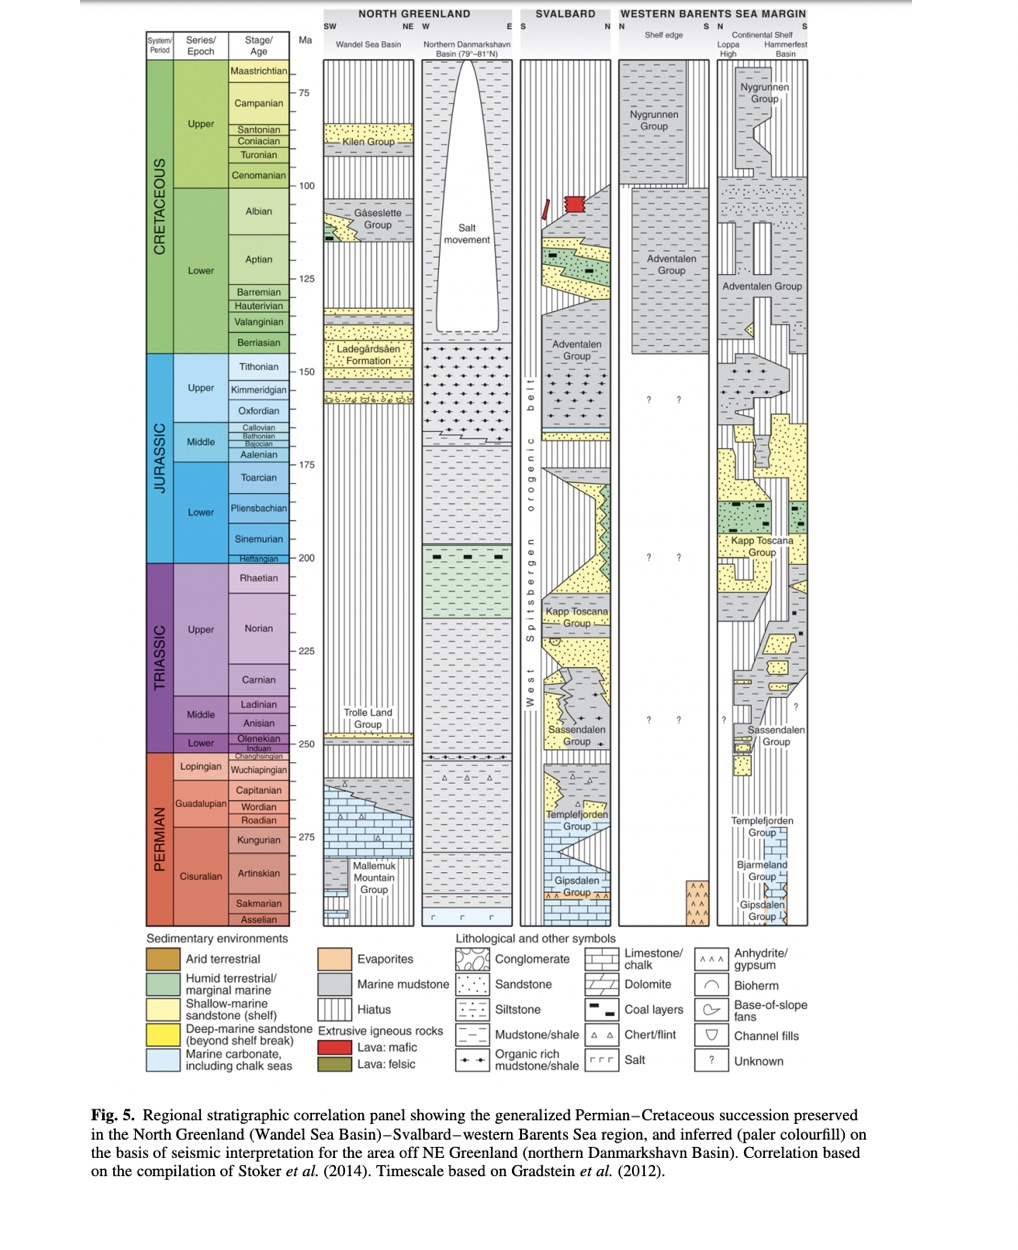 NORTH GREENLAND
SVALBARD
WESTERN BARENTS SEA MARGIN
SW NE W E S N N S N S
System/
Period
Series/
Epoch
Stage/
Age
Ma
Wandel Sea Basin
Northern Danmarkshavn
Basin (79°–81°N)
Shelf edge
Continental Shelf
Loppa
High
Hammerfest
Basin
CRETACEOUS
Upper
Lower
Maastrichtian
Campanian
Santonian
Coniacian
Turonian
Cenomanian
Albian
Aptian
Barremian
Hauterivian
Valanginian
Berriasian
JURASSIC
Upper
Middle
Lower
Tithonian
Kimmeridgian
Oxfordian
Callovian
Bathonian
Bajocian
Aalenian
Toarcian
Pliensbachian
Sinemurian
Hettangian
TRIASSIC
Upper
Middle
Lower
Rhaetian
Norian
Carnian
Ladinian
Anisian
Olenekian
Induan
PERMIAN
Lopingian
Guadalupian
Cisuralian
Changhsingian
Wuchiapingian
Capitanian
Wordian
Roadian
Kungurian
Artinskian
Sakmarian
Asselian
75
100
125
150
175
200
225
250
275
Kilen Group
Gåseslette
Group
Ladegårdsåen
Formation
Trolle Land
Group
Mallemuk
Mountain
Group
Salt
movement
West Spitsbergen orogenic belt
Adventalen
Group
Kapp Toscana
Group
Sassendalen
Group
Templefjorden
Group
Gipsdalen
Group
Nygrunnen
Group
Adventalen
Group
? ?
? ?
? ?
Nygrunnen
Group
Adventalen Group
Kapp Toscana
Group
?
?
Sassendalen
Group
Templefjorden
Group
Bjarmeland
Group
Gipsdalen
Group
Sedimentary environments
Arid terrestrial
Humid terrestrial/
marginal marine
Shallow-marine
sandstone (shelf)
Deep-marine sandstone
(beyond shelf break)
Marine carbonate,
including chalk seas
Evaporites
Marine mudstone
Hiatus
Extrusive igneous rocks
Lava: mafic
Lava: felsic
Lithological and other symbols
Conglomerate
Sandstone
Siltstone
Mudstone/shale
Organic rich
mudstone/shale
Limestone/
chalk
Dolomite
Coal layers
Chert/flint
Salt
Anhydrite/
gypsum
Bioherm
Base-of-slope
fans
Channel fills
? Unknown
Fig. 5. Regional stratigraphic correlation panel showing the generalized Permian–Cretaceous succession preserved
in the North Greenland (Wandel Sea Basin)–Svalbard–western Barents Sea region, and inferred (paler colourfill) on
the basis of seismic interpretation for the area off NE Greenland (northern Danmarkshavn Basin). Correlation based
on the compilation of Stoker et al. (2014). Timescale based on Gradstein et al. (2012).